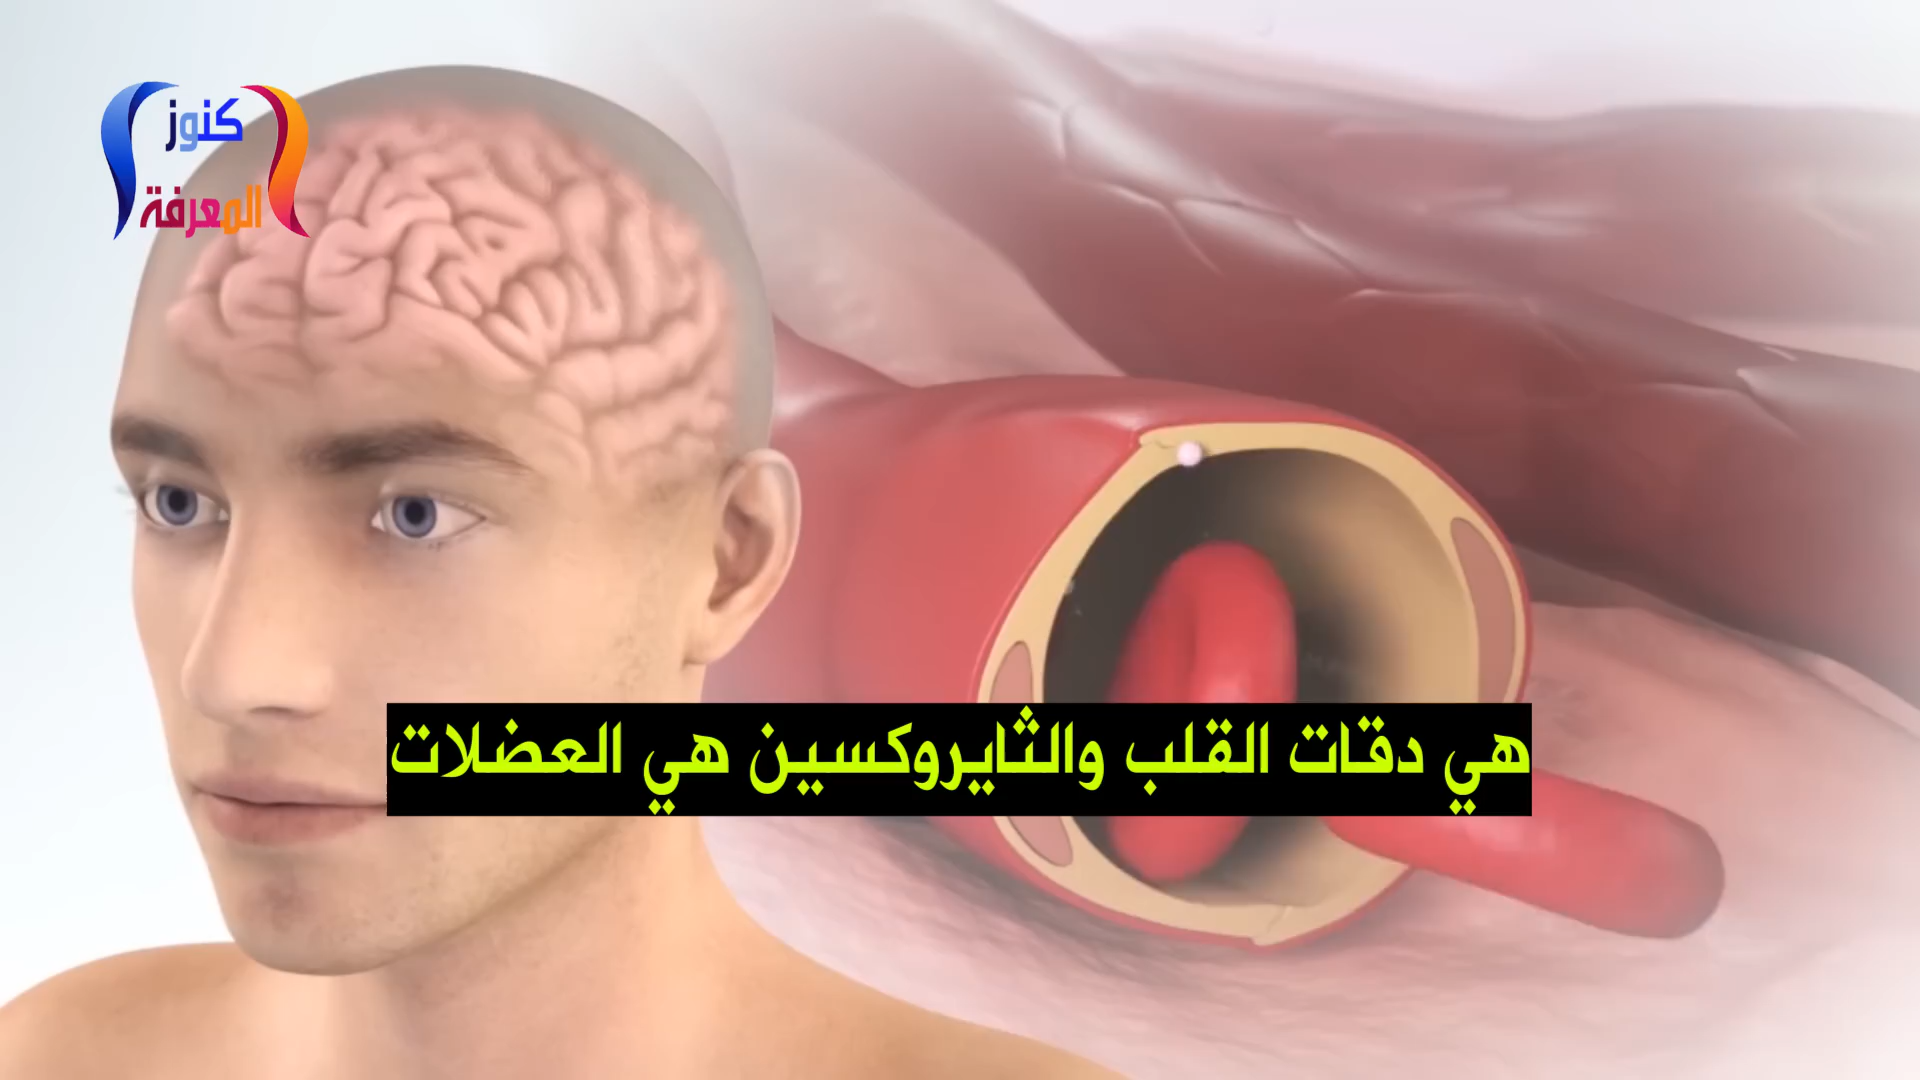 كنوز
المعرفة
هي دقات القلب والثايروكسين هي العضلات